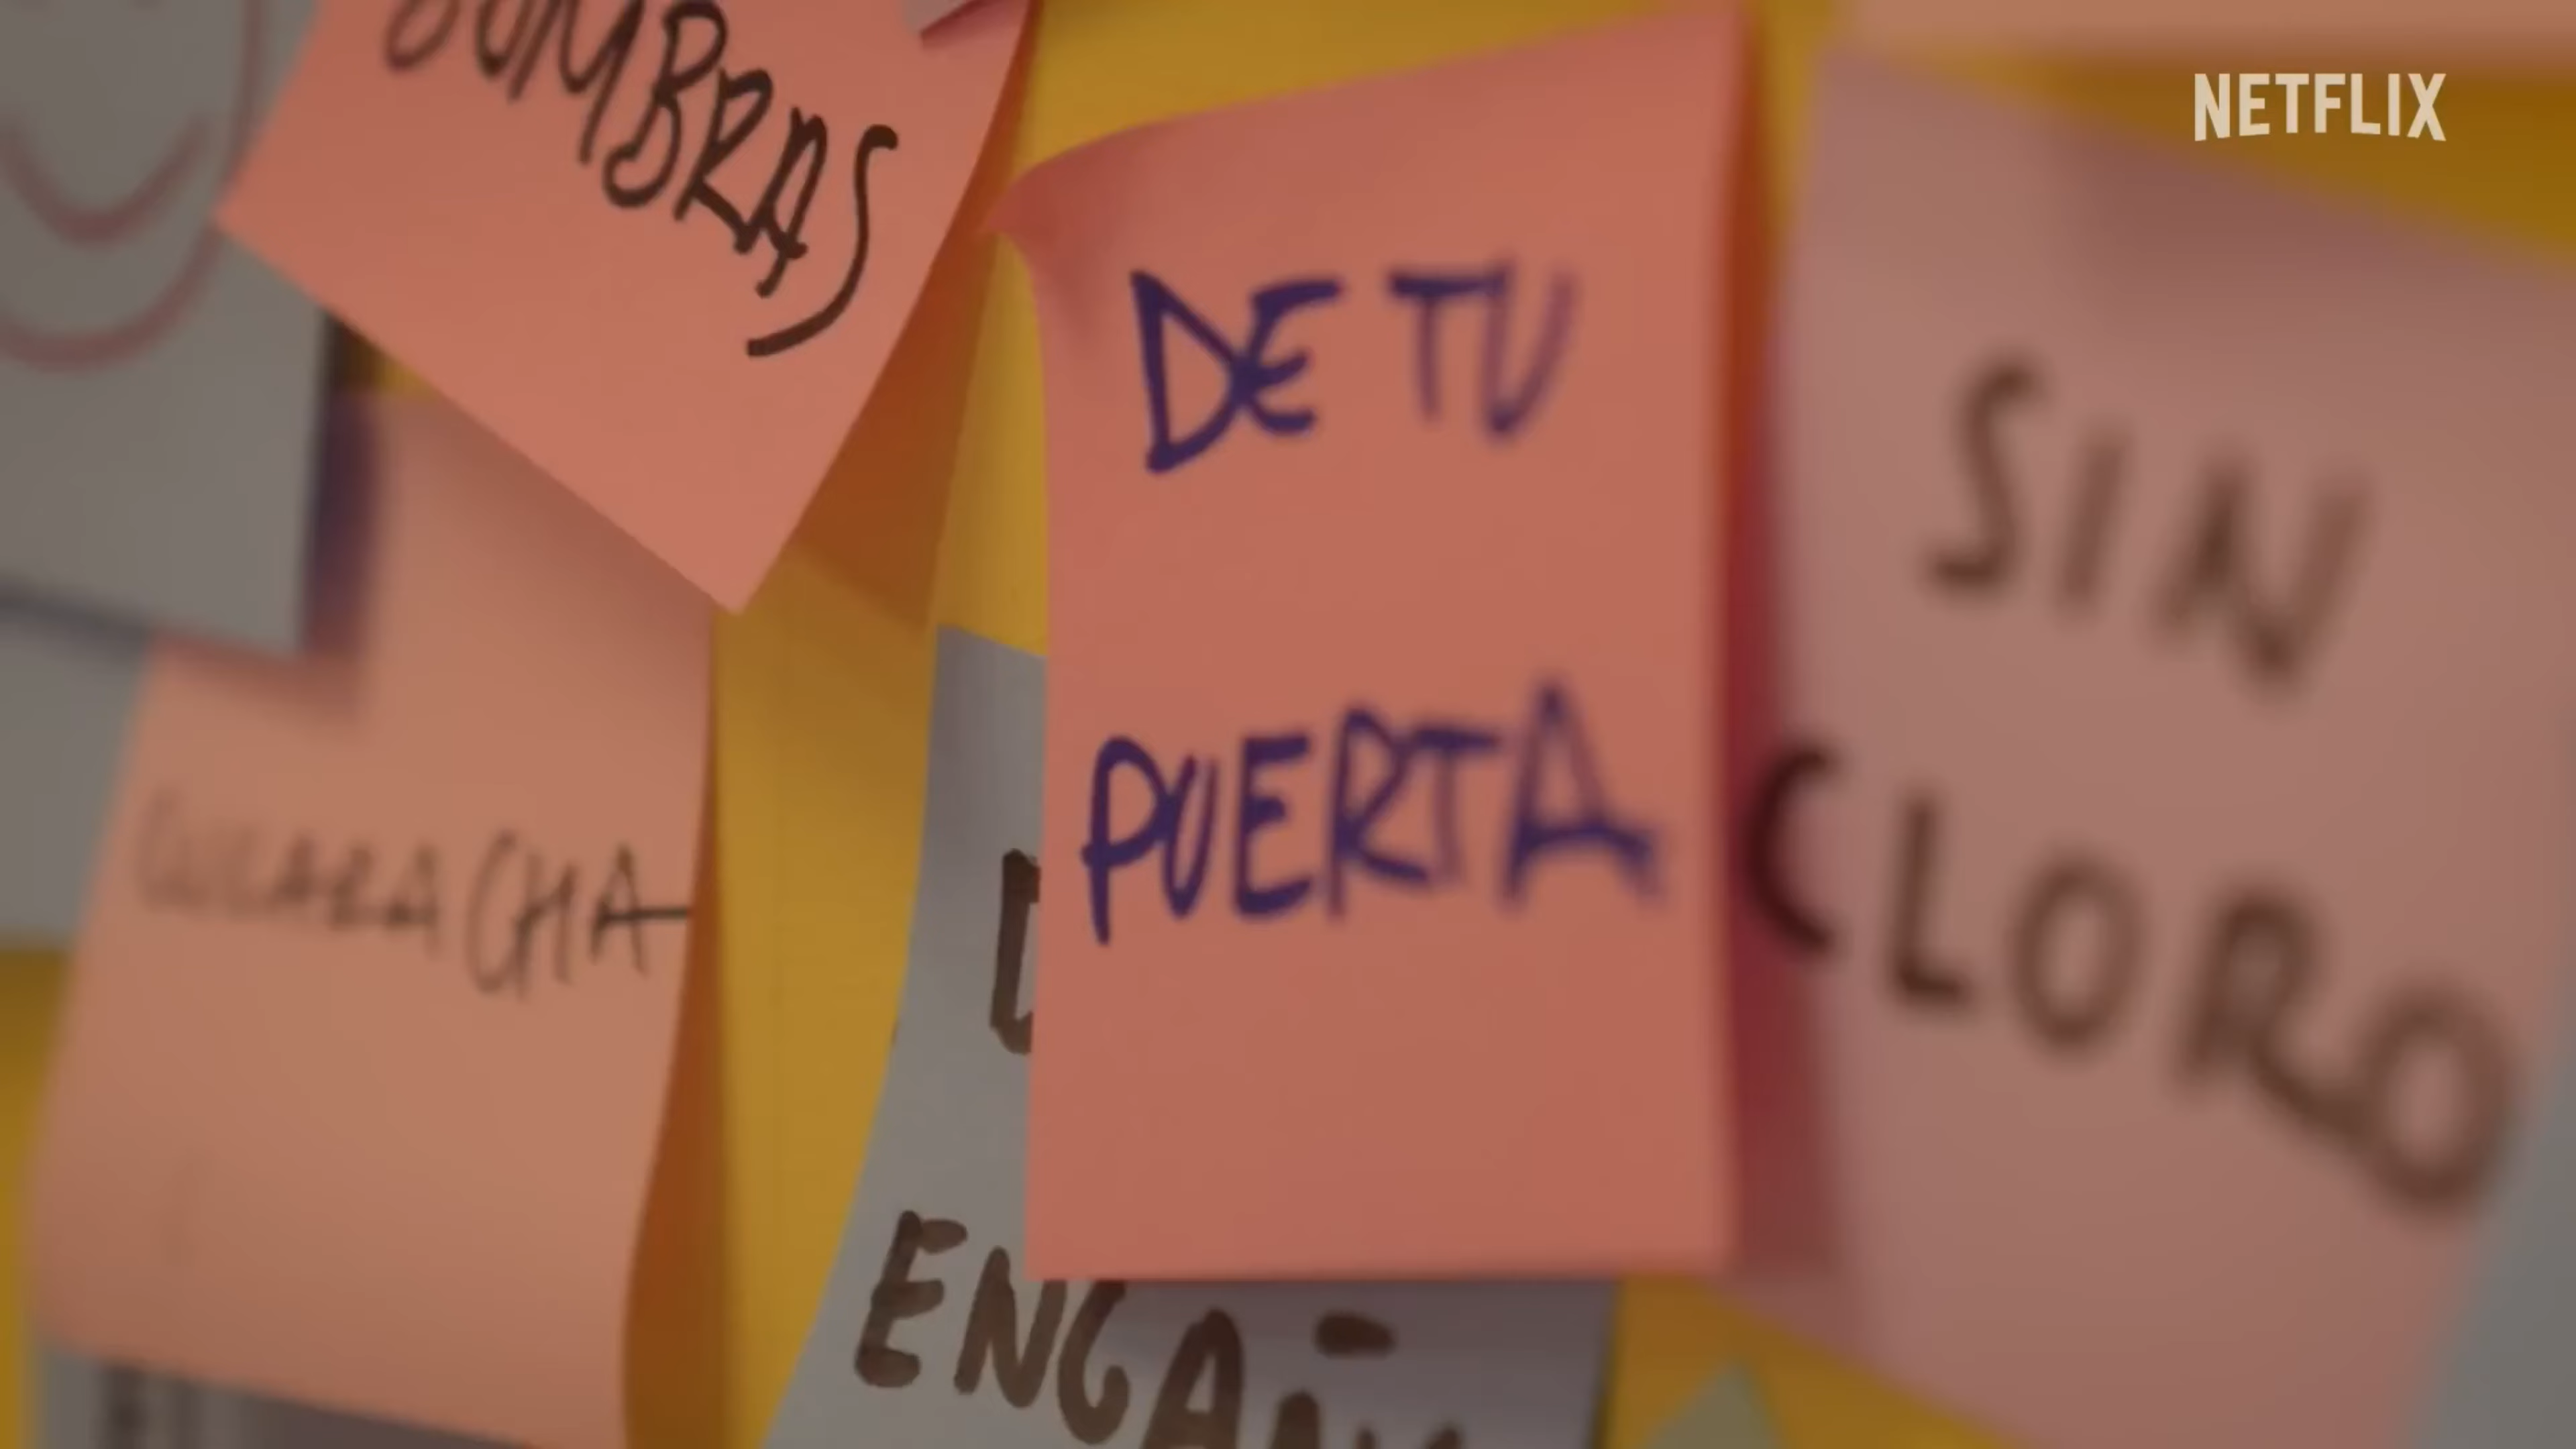 NETFLIX
SOMBRAS
DE TU
PUERTA
SIN
CLORO
CUCARACHA